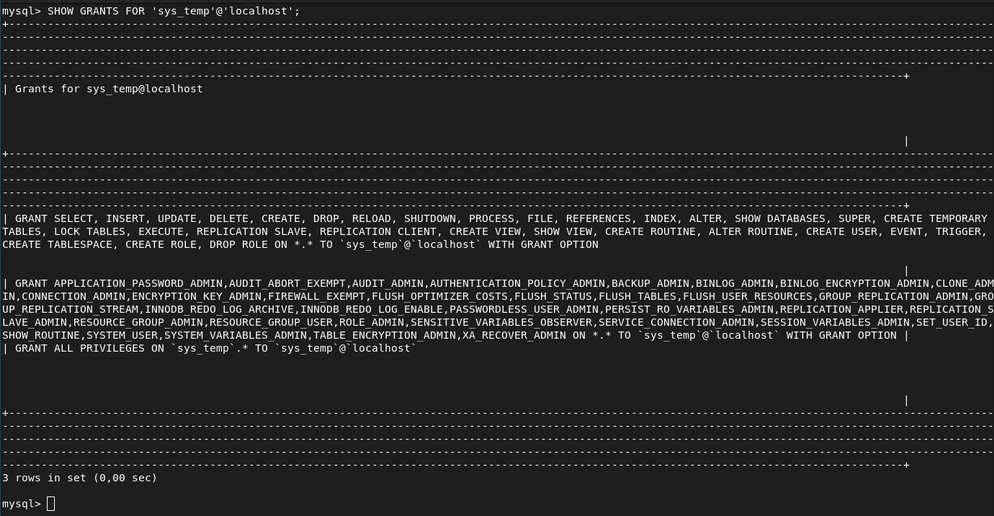 mysql> SHOW GRANTS FOR 'sys_temp'@'localhost';
+---------------------------------------------------------------------------------------------------------------------------------------------------------
---------------------------------------------------------------------------------------------------------------------------------------------------------
---------------------------------------------------------------------------------------------------------------------------------------------------------
---------------------------------------------------------------------------------------------------------------------------------------------------------
-------------------------------------------------------------------------------------------------------------------------------------------+
| Grants for sys_temp@localhost
|
+---------------------------------------------------------------------------------------------------------------------------------------------------------
---------------------------------------------------------------------------------------------------------------------------------------------------------
---------------------------------------------------------------------------------------------------------------------------------------------------------
---------------------------------------------------------------------------------------------------------------------------------------------------------
-------------------------------------------------------------------------------------------------------------------------------------------+
| GRANT SELECT, INSERT, UPDATE, DELETE, CREATE, DROP, RELOAD, SHUTDOWN, PROCESS, FILE, REFERENCES, INDEX, ALTER, SHOW DATABASES, SUPER, CREATE TEMPORARY
TABLES, LOCK TABLES, EXECUTE, REPLICATION SLAVE, REPLICATION CLIENT, CREATE VIEW, SHOW VIEW, CREATE ROUTINE, ALTER ROUTINE, CREATE USER, EVENT, TRIGGER,
CREATE TABLESPACE, CREATE ROLE, DROP ROLE ON *.* TO `sys_temp`@`localhost` WITH GRANT OPTION
|
| GRANT APPLICATION_PASSWORD_ADMIN,AUDIT_ABORT_EXEMPT,AUDIT_ADMIN,AUTHENTICATION_POLICY_ADMIN,BACKUP_ADMIN,BINLOG_ADMIN,BINLOG_ENCRYPTION_ADMIN,CLONE_ADM
IN,CONNECTION_ADMIN,ENCRYPTION_KEY_ADMIN,FIREWALL_EXEMPT,FLUSH_OPTIMIZER_COSTS,FLUSH_STATUS,FLUSH_TABLES,FLUSH_USER_RESOURCES,GROUP_REPLICATION_ADMIN,GRO
UP_REPLICATION_STREAM,INNODB_REDO_LOG_ARCHIVE,INNODB_REDO_LOG_ENABLE,PASSWORDLESS_USER_ADMIN,PERSIST_RO_VARIABLES_ADMIN,REPLICATION_APPLIER,REPLICATION_S
LAVE_ADMIN,RESOURCE_GROUP_ADMIN,RESOURCE_GROUP_USER,ROLE_ADMIN,SENSITIVE_VARIABLES_OBSERVER,SERVICE_CONNECTION_ADMIN,SESSION_VARIABLES_ADMIN,SET_USER_ID,
SHOW_ROUTINE,SYSTEM_USER,SYSTEM_VARIABLES_ADMIN,TABLE_ENCRYPTION_ADMIN,XA_RECOVER_ADMIN ON *.* TO `sys_temp`@`localhost` WITH GRANT OPTION |
| GRANT ALL PRIVILEGES ON `sys_temp`.* TO `sys_temp`@`localhost`
|
+---------------------------------------------------------------------------------------------------------------------------------------------------------
---------------------------------------------------------------------------------------------------------------------------------------------------------
---------------------------------------------------------------------------------------------------------------------------------------------------------
---------------------------------------------------------------------------------------------------------------------------------------------------------
-------------------------------------------------------------------------------------------------------------------------------------------+
3 rows in set (0,00 sec)
mysql>